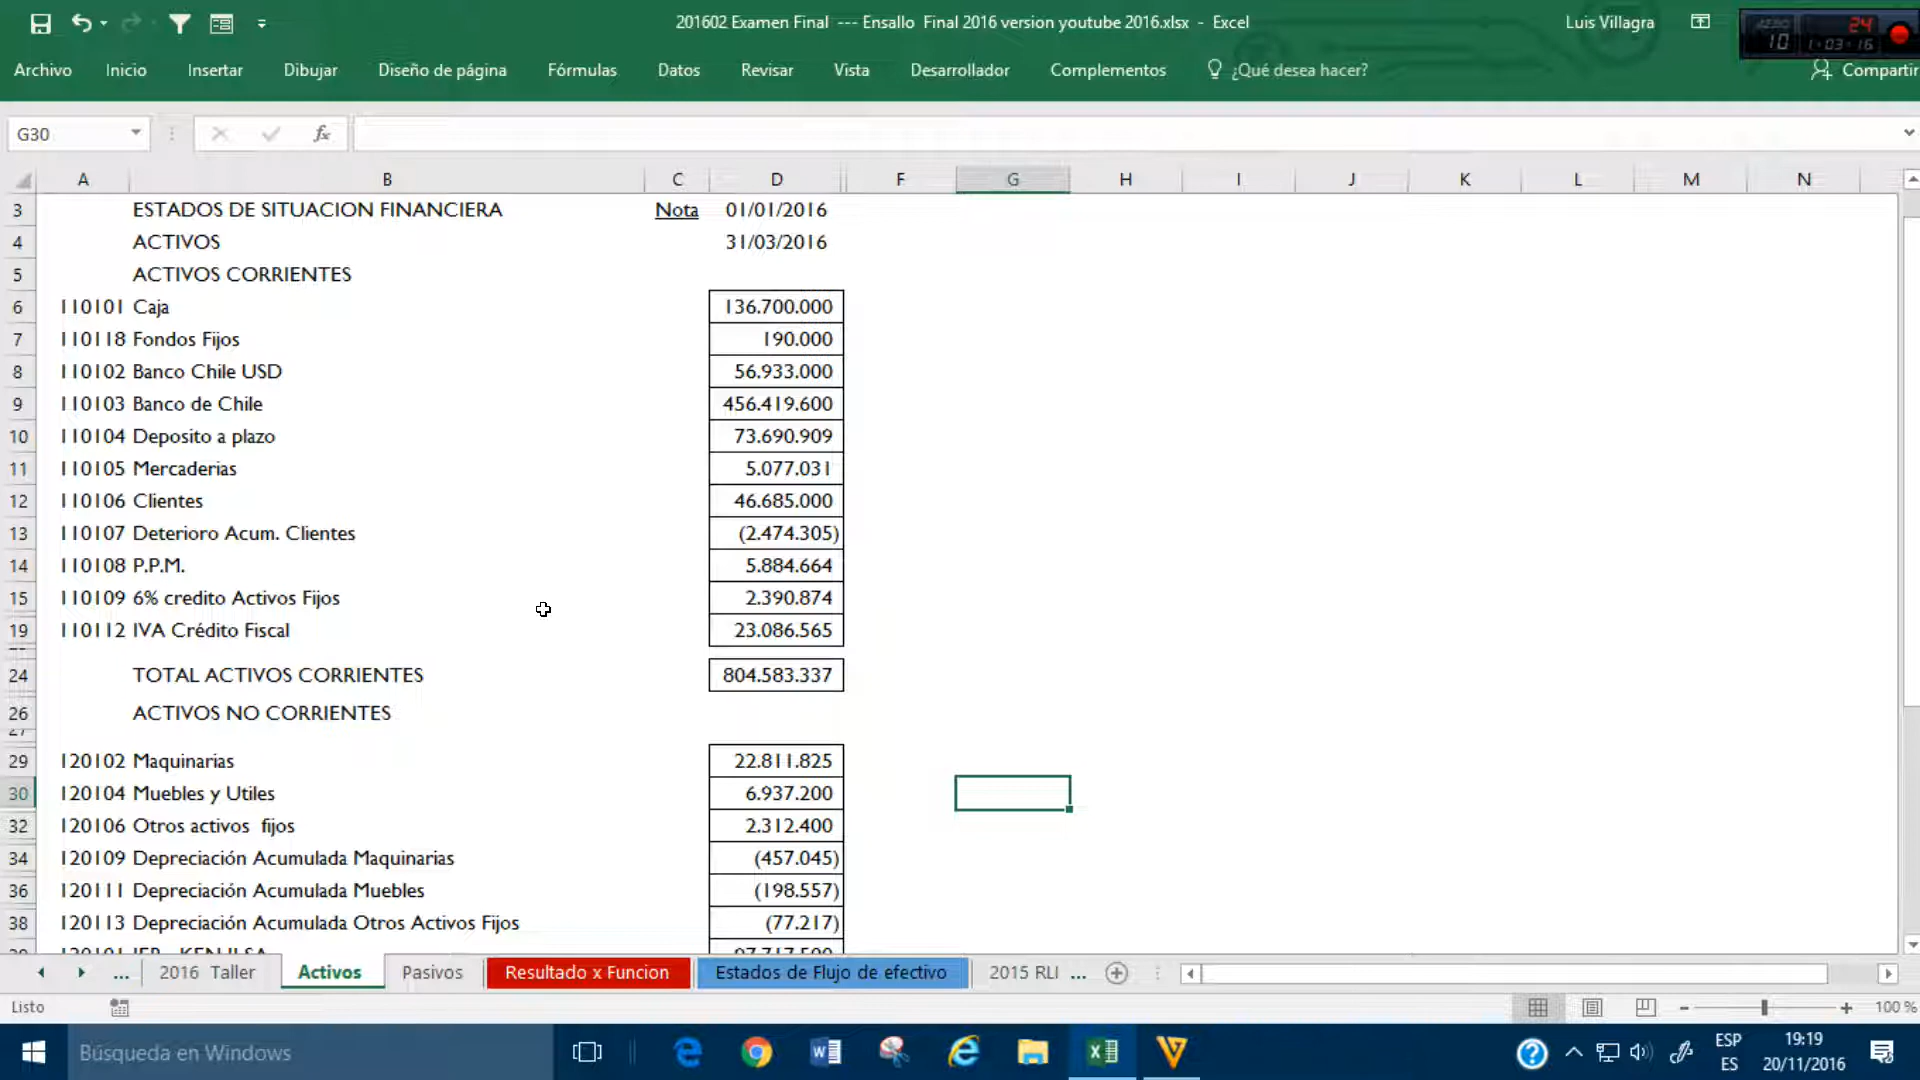 201602 Examen Final --- Ensallo Final 2016 version youtube 2016.xlsx - Excel
Luis Villagra
24
10 1:03:16
Archivo Inicio Insertar Dibujar Diseño de página Fórmulas Datos Revisar Vista Desarrollador Complementos ¿Qué desea hacer? Compartir
G30 fx
A B C D F G H I J K L M N
3 ESTADOS DE SITUACION FINANCIERA Nota 01/01/2016
4 ACTIVOS 31/03/2016
5 ACTIVOS CORRIENTES
6 110101 Caja 136.700.000
7 110118 Fondos Fijos 190.000
8 110102 Banco Chile USD 56.933.000
9 110103 Banco de Chile 456.419.600
10 110104 Deposito a plazo 73.690.909
11 110105 Mercaderias 5.077.031
12 110106 Clientes 46.685.000
13 110107 Deterioro Acum. Clientes (2.474.305)
14 110108 P.P.M. 5.884.664
15 110109 6% credito Activos Fijos 2.390.874
19 110112 IVA Crédito Fiscal 23.086.565
24 TOTAL ACTIVOS CORRIENTES 804.583.337
26 ACTIVOS NO CORRIENTES
27
29 120102 Maquinarias 22.811.825
30 120104 Muebles y Utiles 6.937.200
32 120106 Otros activos fijos 2.312.400
34 120109 Depreciación Acumulada Maquinarias (457.045)
36 120111 Depreciación Acumulada Muebles (198.557)
38 120113 Depreciación Acumulada Otros Activos Fijos (77.217)
... 2016 Taller Activos Pasivos Resultado x Funcion Estados de Flujo de efectivo 2015 RLI ...
Listo 100 %
Búsqueda en Windows
ESP 19:19
ES 20/11/2016